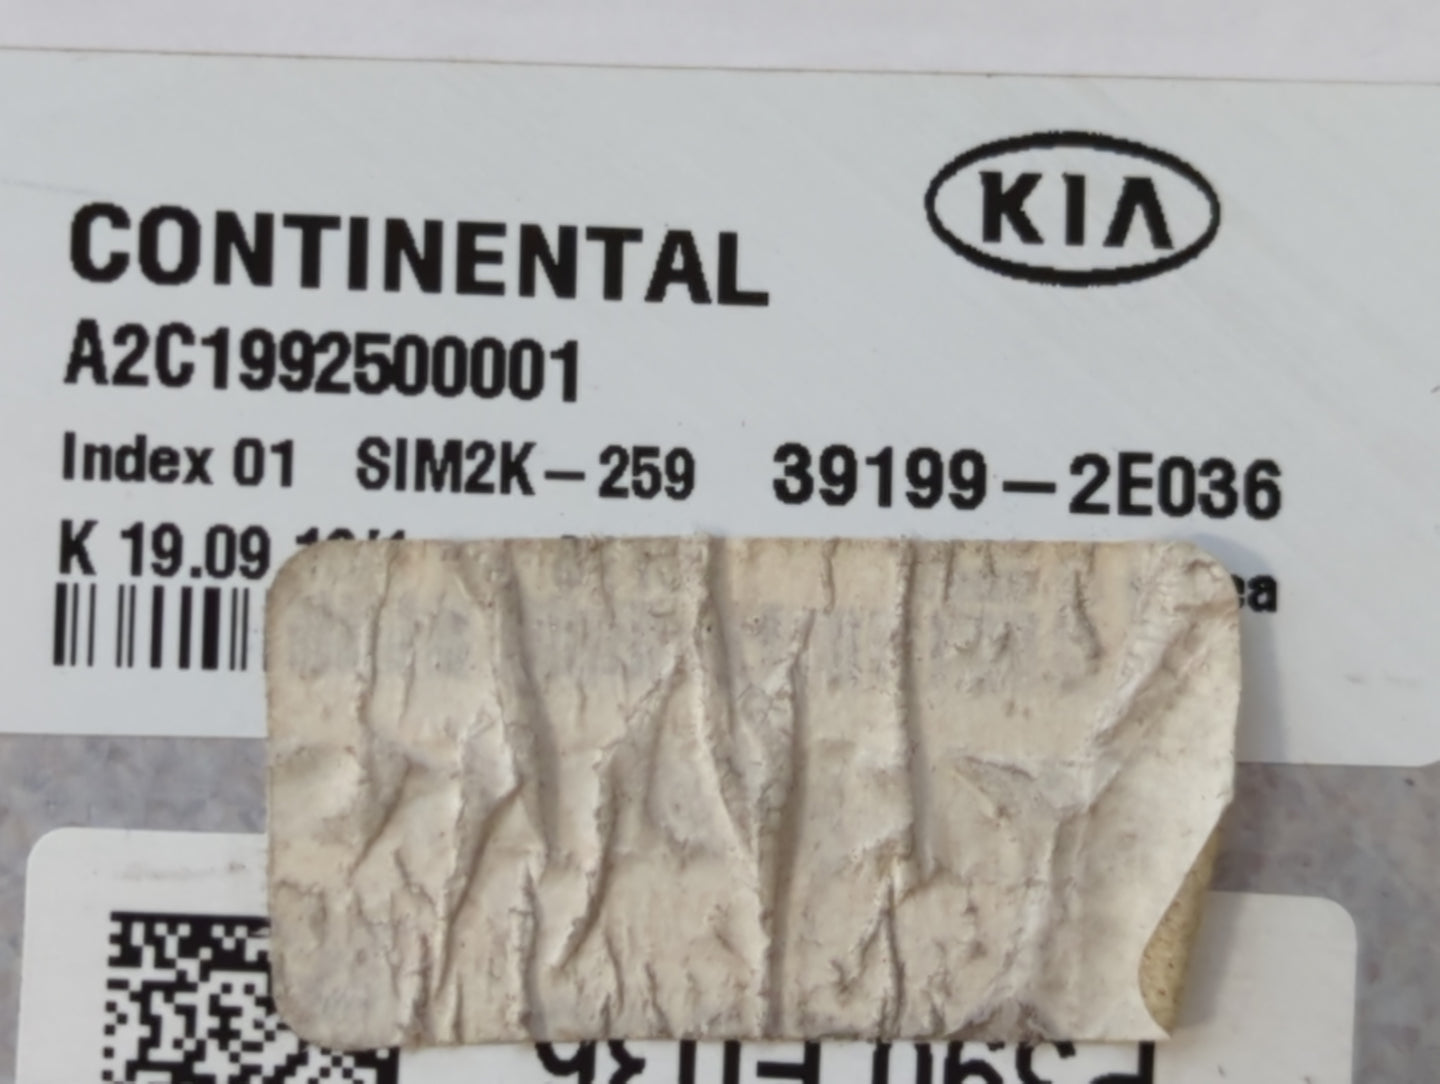 KIA
CONTINENTAL
A2C1992500001
Index 01 SIM2K-259 39199-2E036
K 19.09